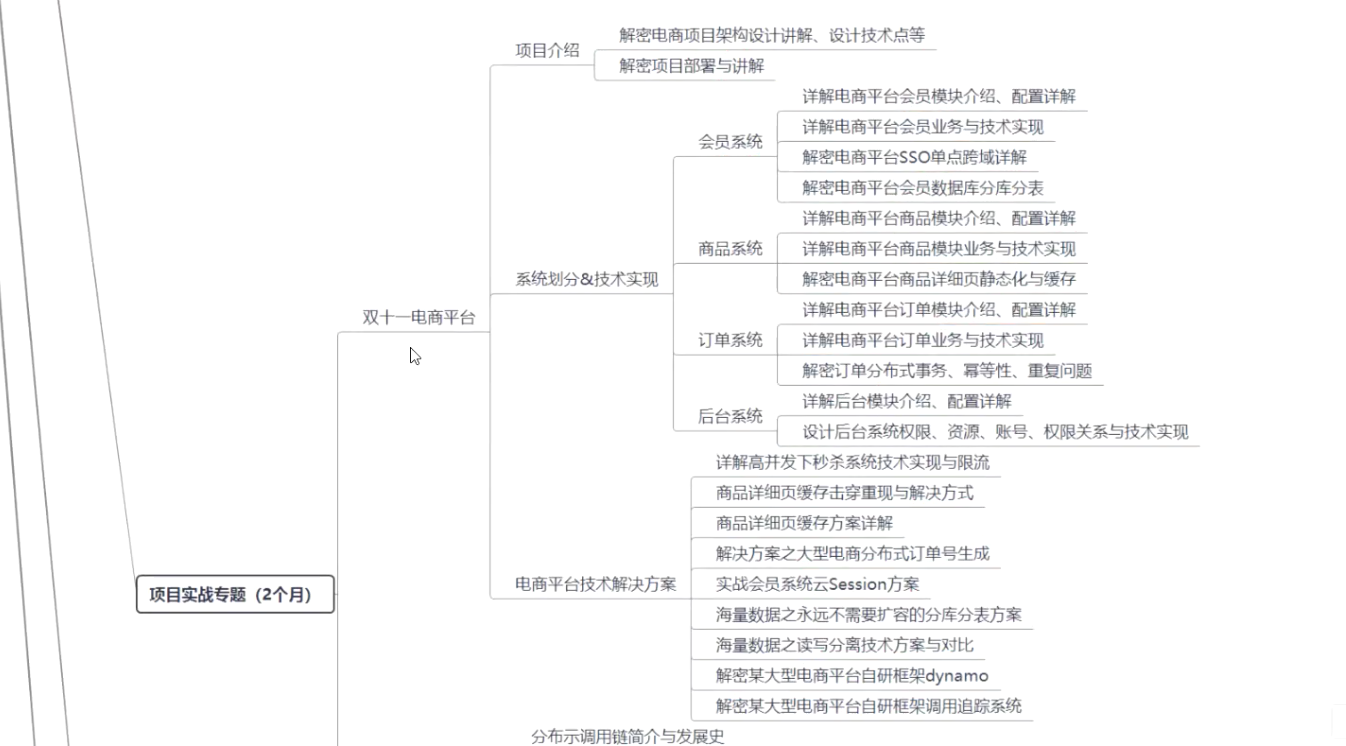 项目实战专题（2个月）
双十一电商平台
项目介绍
解密电商项目架构设计讲解、设计技术点等
解密项目部署与讲解
系统划分&技术实现
会员系统
详解电商平台会员模块介绍、配置详解
详解电商平台会员业务与技术实现
解密电商平台SSO单点跨域详解
解密电商平台会员数据库分库分表
商品系统
详解电商平台商品模块介绍、配置详解
详解电商平台商品模块业务与技术实现
解密电商平台商品详细页静态化与缓存
订单系统
详解电商平台订单模块介绍、配置详解
详解电商平台订单业务与技术实现
解密订单分布式事务、幂等性、重复问题
后台系统
详解后台模块介绍、配置详解
设计后台系统权限、资源、账号、权限关系与技术实现
电商平台技术解决方案
详解高并发下秒杀系统技术实现与限流
商品详细页缓存击穿重现与解决方式
商品详细页缓存方案详解
解决方案之大型电商分布式订单号生成
实战会员系统云Session方案
海量数据之永远不需要扩容的分库分表方案
海量数据之读写分离技术方案与对比
解密某大型电商平台自研框架dynamo
解密某大型电商平台自研框架调用追踪系统
分布示调用链简介与发展史